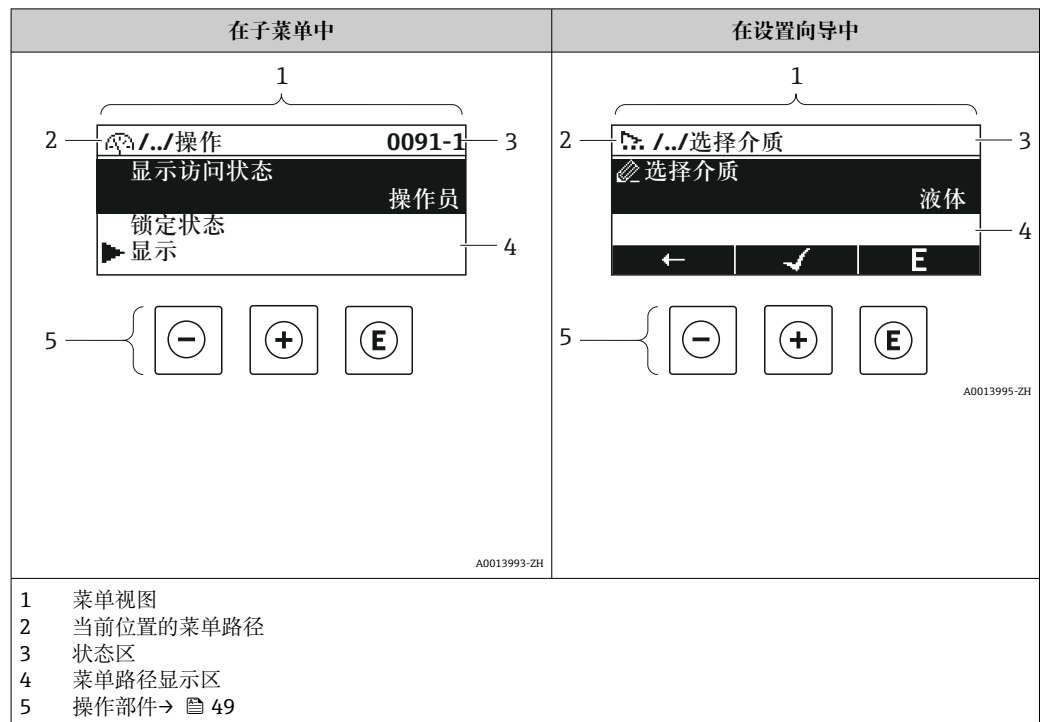 在子菜单中
1
2
/../操作 0091-1
3
显示访问状态
操作员
锁定状态
显示
4
5
- + E
A0013993-ZH
在设置向导中
1
2
/../选择介质
3
选择介质
液体
4
← ✓ E
5
- + E
A0013995-ZH
1 菜单视图
2 当前位置的菜单路径
3 状态区
4 菜单路径显示区
5 操作部件→ 49